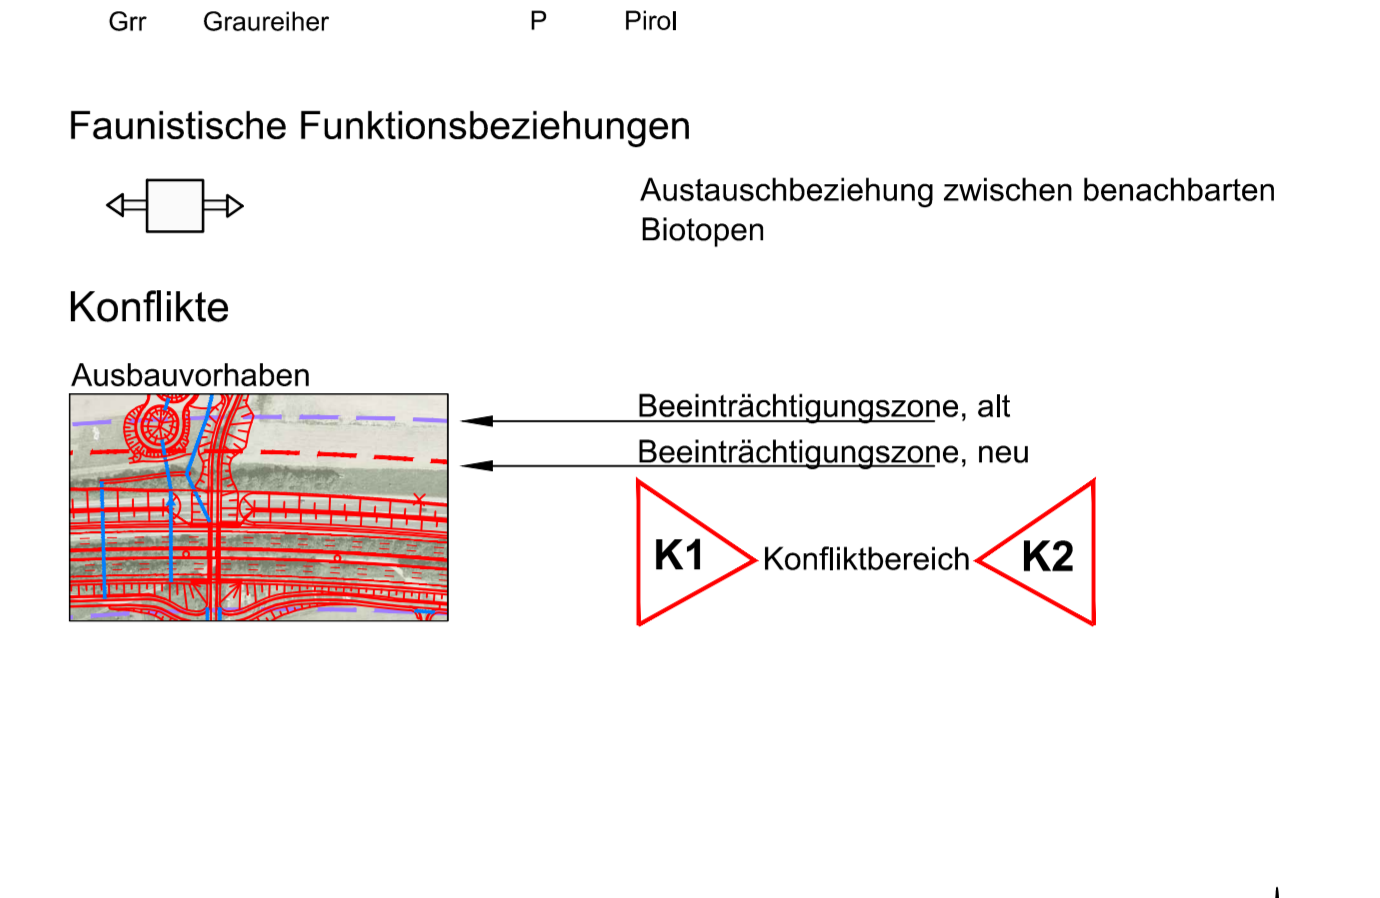 Grr Graureiher P Pirol
Faunistische Funktionsbeziehungen
Austauschbeziehung zwischen benachbarten
Biotopen
Konflikte
Ausbauvorhaben
Beeinträchtigungszone, alt
Beeinträchtigungszone, neu
K1 Konfliktbereich K2